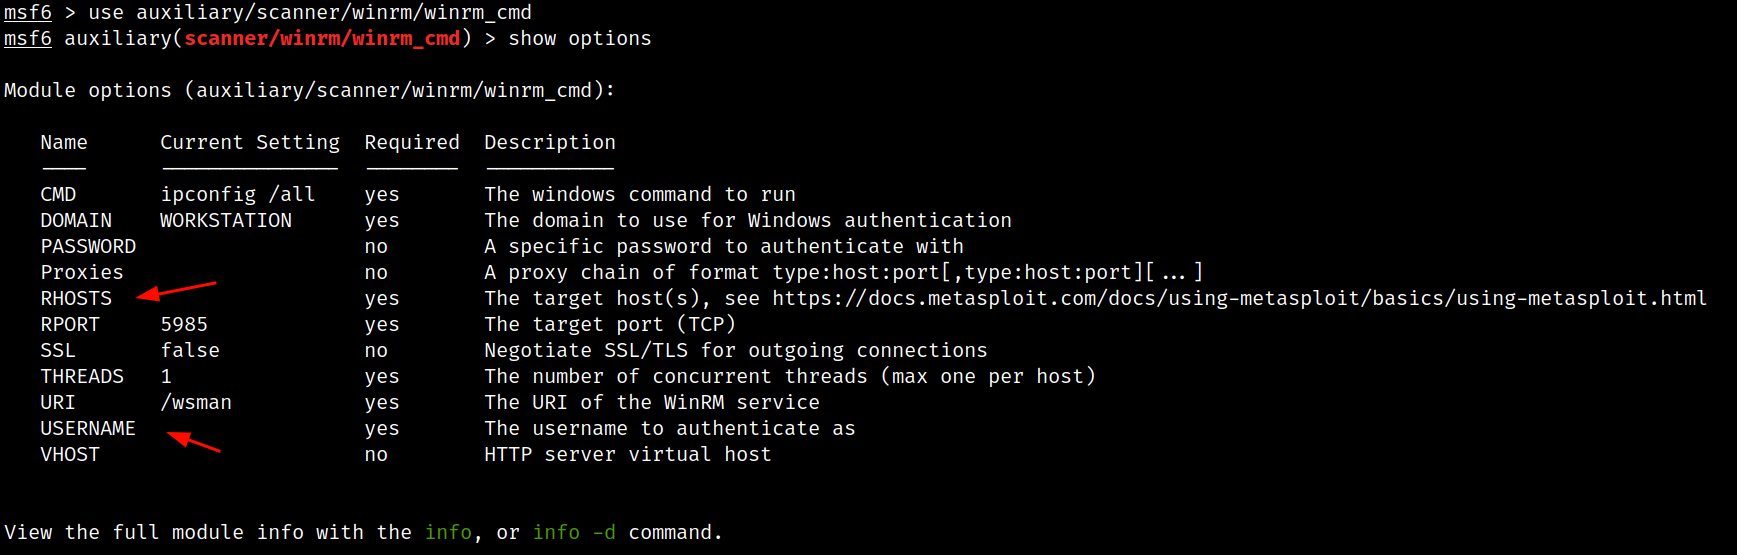 msf6 > use auxiliary/scanner/winrm/winrm_cmd
msf6 auxiliary(scanner/winrm/winrm_cmd) > show options
Module options (auxiliary/scanner/winrm/winrm_cmd):
Name Current Setting Required Description
---- --------------- -------- -----------
CMD ipconfig /all yes The windows command to run
DOMAIN WORKSTATION yes The domain to use for Windows authentication
PASSWORD no A specific password to authenticate with
Proxies no A proxy chain of format type:host:port[,type:host:port][...]
RHOSTS yes The target host(s), see https://docs.metasploit.com/docs/using-metasploit/basics/using-metasploit.html
RPORT 5985 yes The target port (TCP)
SSL false no Negotiate SSL/TLS for outgoing connections
THREADS 1 yes The number of concurrent threads (max one per host)
URI /wsman yes The URI of the WinRM service
USERNAME yes The username to authenticate as
VHOST no HTTP server virtual host
View the full module info with the info, or info -d command.